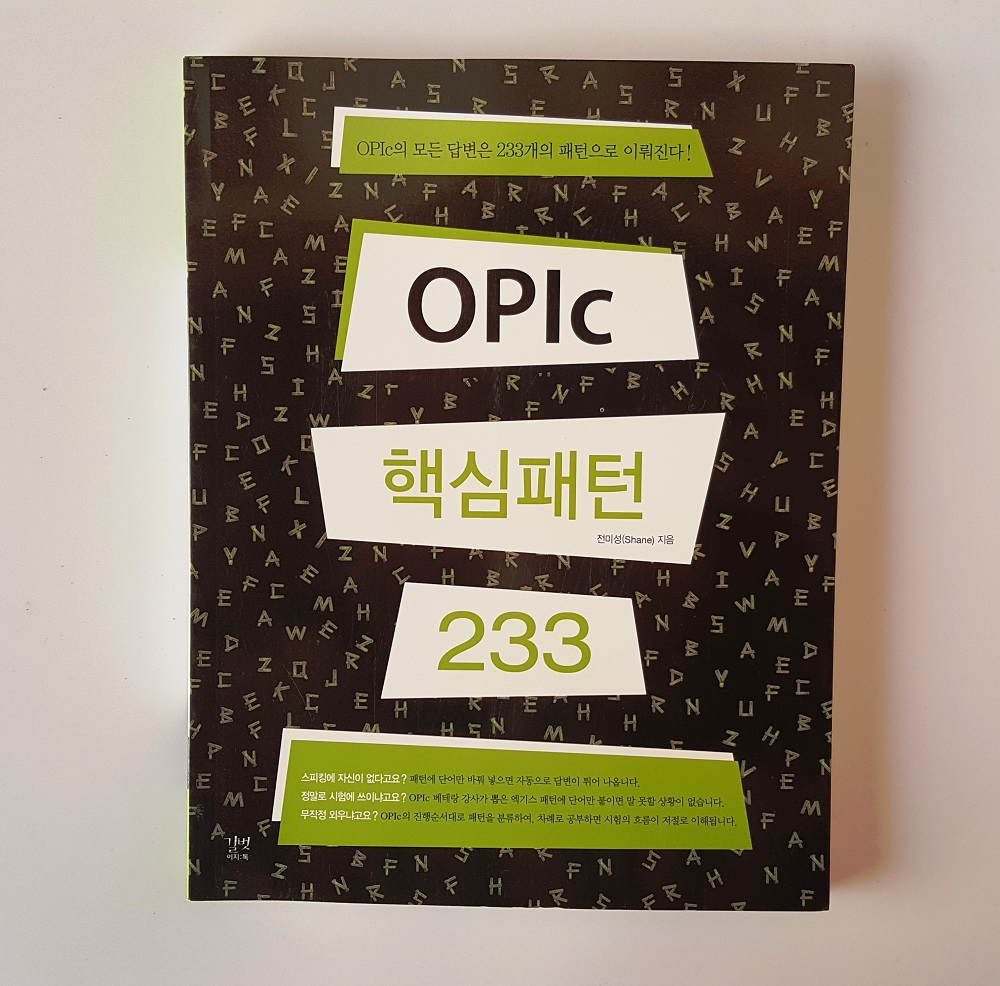 OPIc의 모든 답변은 233개의 패턴으로 이뤄진다!
OPIc
핵심패턴
전미성(Shane) 지음
233
스피킹에 자신이 없다고요? 패턴에 단어만 바꿔 넣으면 자동으로 답변이 튀어 나옵니다.
정말로 시험에 쓰이냐고요? OPIc 베테랑 강사가 뽑은 엑기스 패턴에 단어만 붙이면 말 못할 상황이 없습니다.
무작정 외우냐고요? OPIc의 진행순서대로 패턴을 분류하여, 차례로 공부하면 시험의 흐름이 저절로 이해됩니다.
길벗
이지:톡